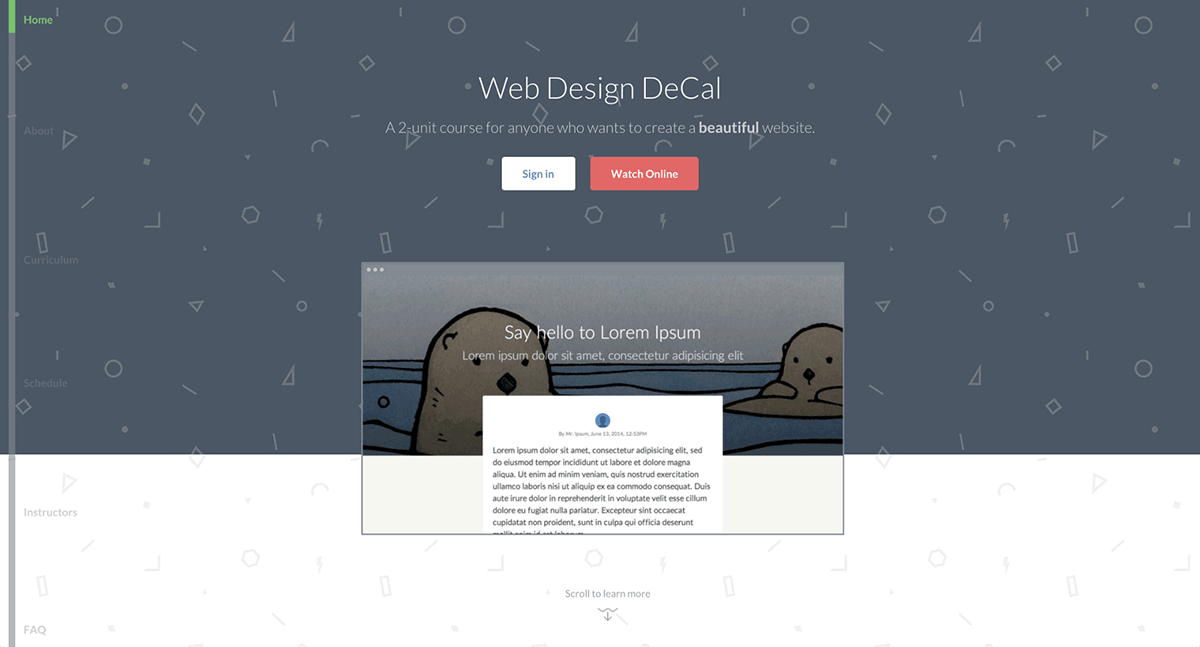 Home
About
Curriculum
Schedule
Instructors
FAQ
Web Design DeCal
A 2-unit course for anyone who wants to create a beautiful website.
Sign in
Watch Online
Say hello to Lorem Ipsum
Lorem ipsum dolor sit amet, consectetur adipisicing elit
By Mr. Ipsum, June 13, 2014, 12:53PM
Lorem ipsum dolor sit amet, consectetur adipisicing elit, sed
do eiusmod tempor incididunt ut labore et dolore magna
aliqua. Ut enim ad minim veniam, quis nostrud exercitation
ullamco laboris nisi ut aliquip ex ea commodo consequat. Duis
aute irure dolor in reprehenderit in voluptate velit esse cillum
dolore eu fugiat nulla pariatur. Excepteur sint occaecat
cupidatat non proident, sunt in culpa qui officia deserunt
Scroll to learn more